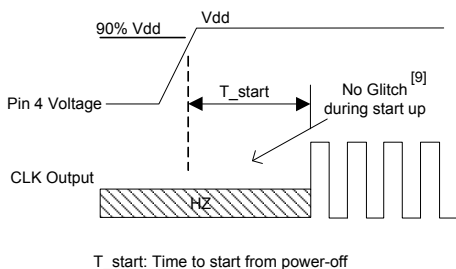 Vdd
90% Vdd
T_start
No Glitch [9]
during start up
Pin 4 Voltage
CLK Output
HZ
T_start: Time to start from power-off